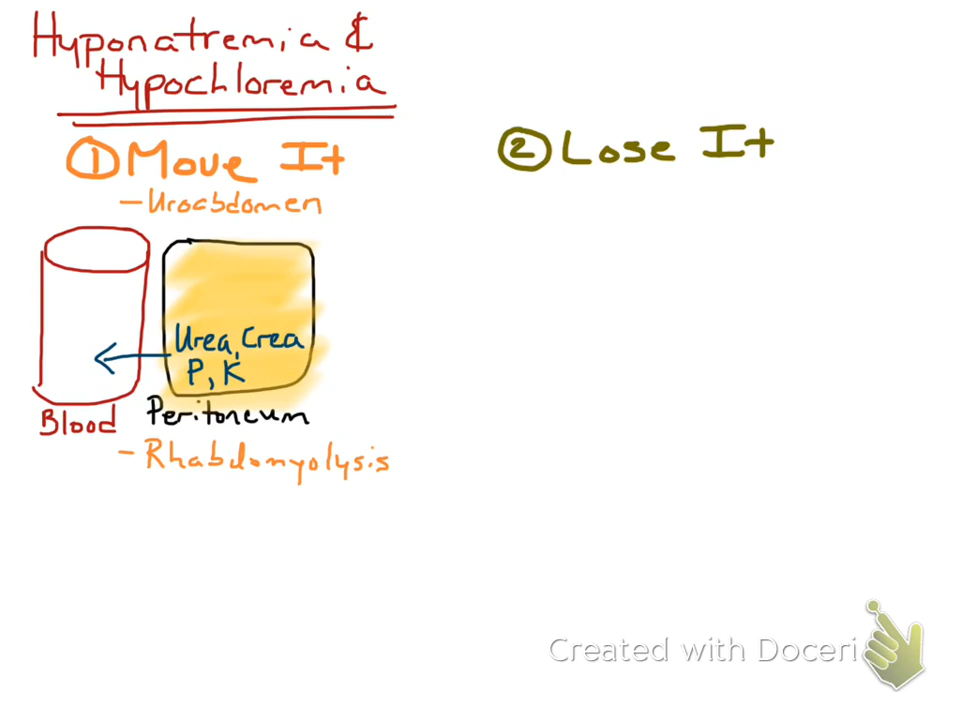 Hyponatremia &
Hypochloremia
① Move It
- Uroabdomen
Urea, Crea
P, K
Blood
Peritoneum
- Rhabdomyolysis
② Lose It
Created with Doceri